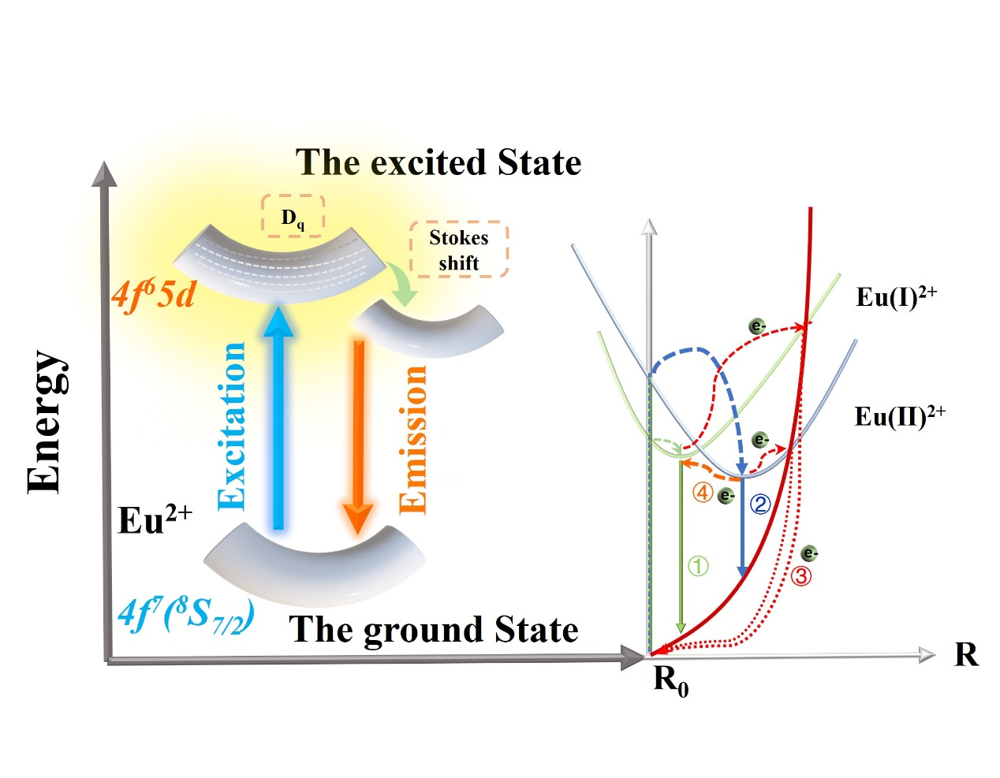 The excited State
D_q
Stokes
shift
4f⁶5d
Energy
Excitation
Emission
Eu²⁺
4f⁷(⁸S₇/₂)
The ground State
Eu(I)²⁺
Eu(II)²⁺
e-
e-
④
e-
②
①
e-
③
R
R₀